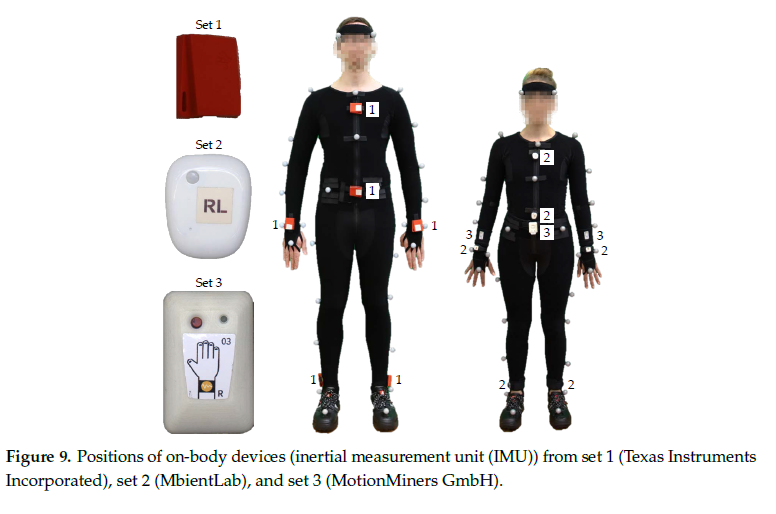 Set 1
Set 2
RL
Set 3
03
R
1
1
1
1
1
1
2
2
3
3
2
3
2
2
2
Figure 9. Positions of on-body devices (inertial measurement unit (IMU)) from set 1 (Texas Instruments
Incorporated), set 2 (MbientLab), and set 3 (MotionMiners GmbH).